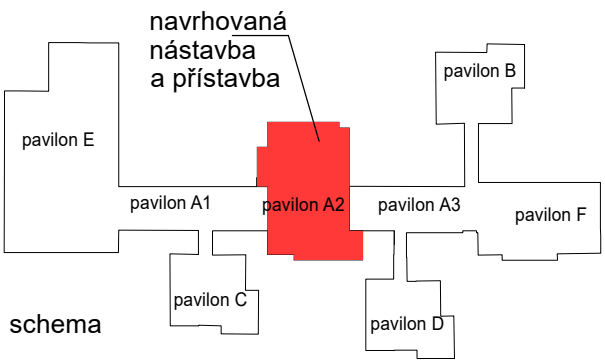 navrhovaná
nástavba
a přístavba
pavilon B
pavilon E
pavilon A1
pavilon A2
pavilon A3
pavilon F
pavilon C
pavilon D
schema